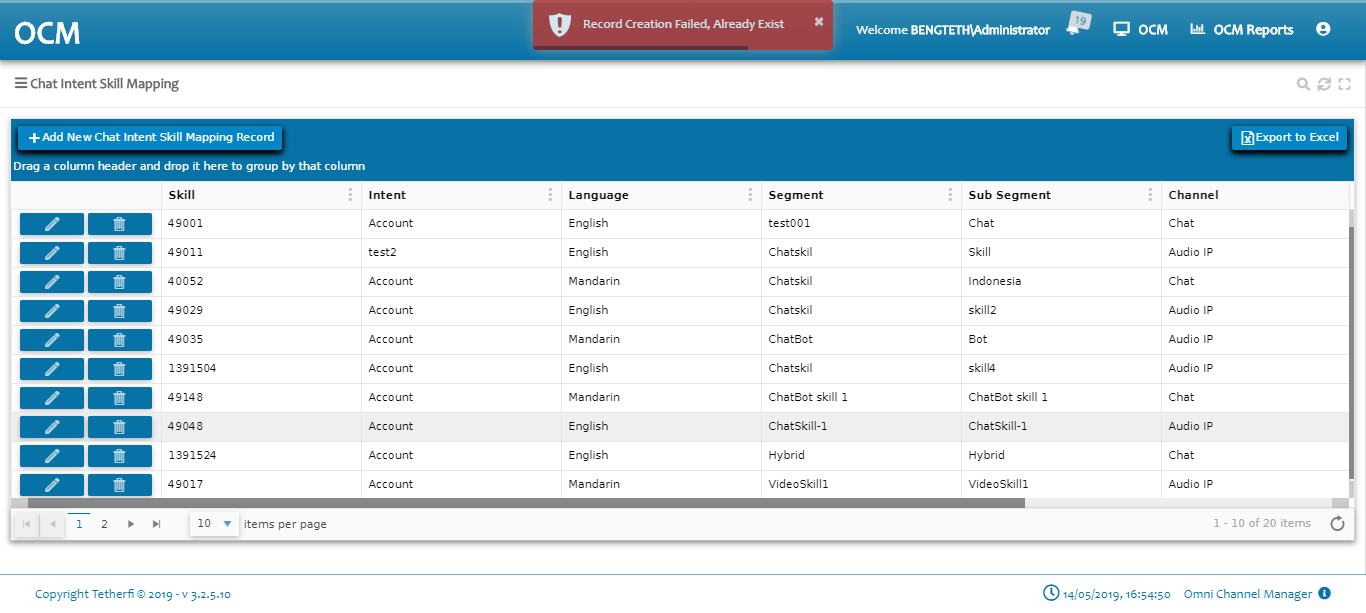 OCM
Record Creation Failed, Already Exist
Welcome BENGTETH\Administrator
19
OCM
OCM Reports
Chat Intent Skill Mapping
Add New Chat Intent Skill Mapping Record
Export to Excel
Drag a column header and drop it here to group by that column
Skill Intent Language Segment Sub Segment Channel
49001 Account English test001 Chat Chat
49011 test2 English Chatskil Skill Audio IP
40052 Account Mandarin Chatskil Indonesia Chat
49029 Account English Chatskil skill2 Audio IP
49035 Account Mandarin ChatBot Bot Audio IP
1391504 Account English Chatskil skill4 Audio IP
49148 Account Mandarin ChatBot skill 1 ChatBot skill 1 Chat
49048 Account English ChatSkill-1 ChatSkill-1 Audio IP
1391524 Account English Hybrid Hybrid Chat
49017 Account Mandarin VideoSkill1 VideoSkill1 Audio IP
1 2 10 items per page 1 - 10 of 20 items
Copyright Tetherfi © 2019 - v 3.2.5.10 14/05/2019, 16:54:50 Omni Channel Manager